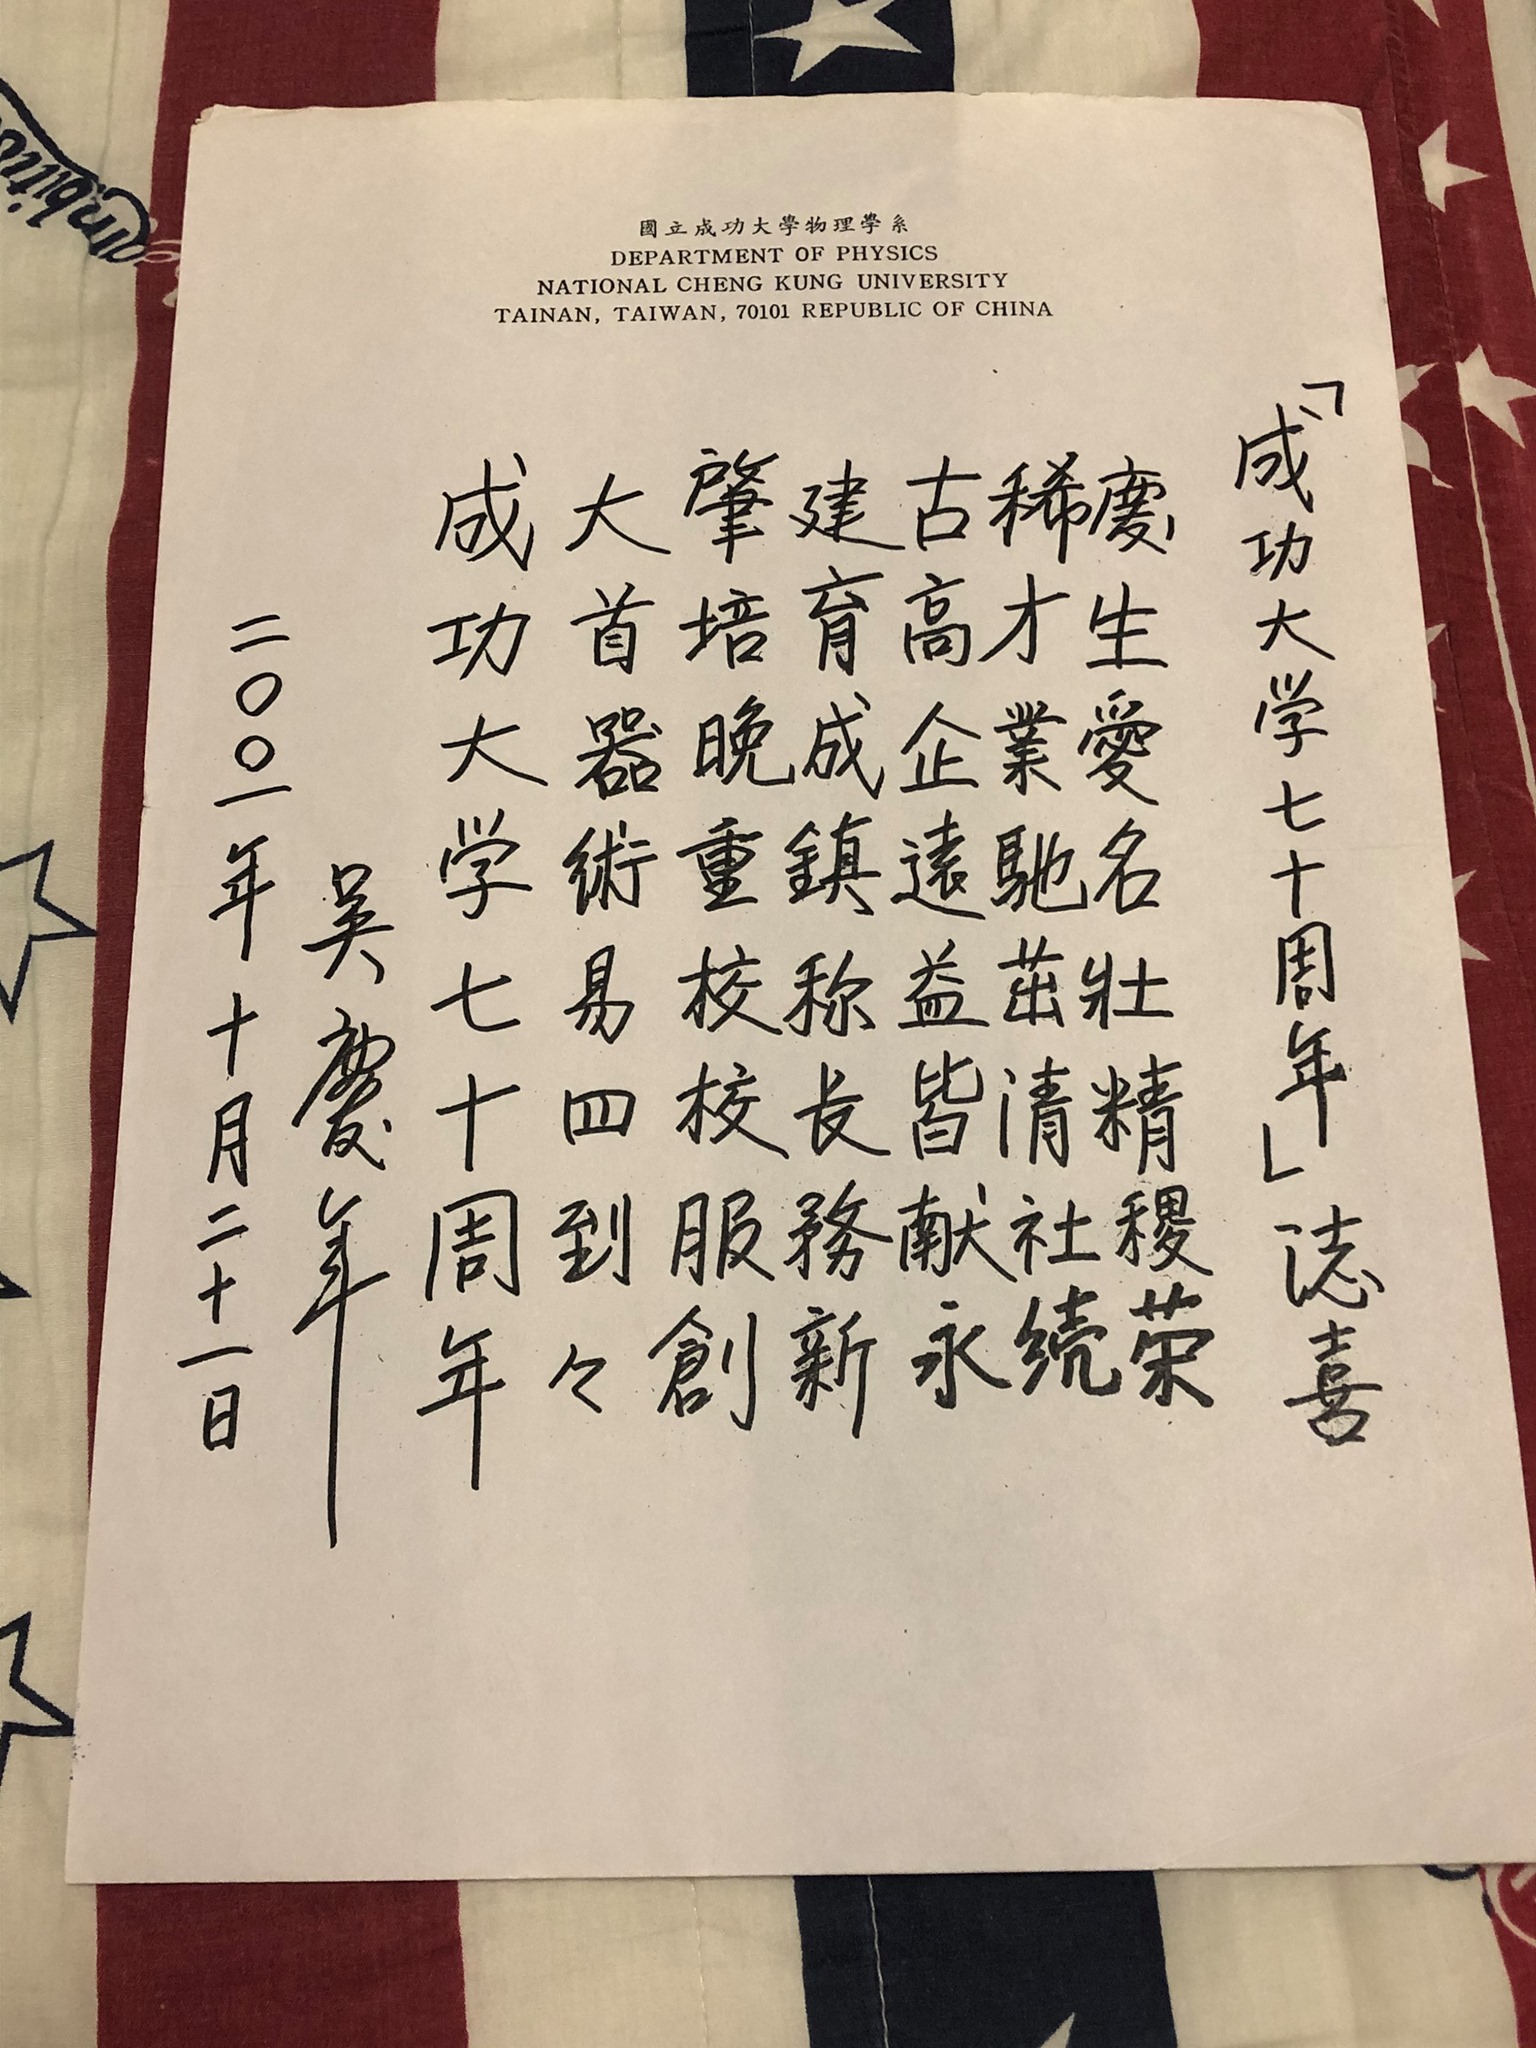 國立成功大學物理學系
DEPARTMENT OF PHYSICS
NATIONAL CHENG KUNG UNIVERSITY
TAINAN, TAIWAN, 70101 REPUBLIC OF CHINA
「成功大学七十周年」誌喜
慶生愛名壯精稷荣
稀才業馳茁清社続
古高企遠益皆献永
建育成鎮称长務新
肇培晚重校校服創
大首器術易四到々
成功大学七十周年
吳慶年
二〇〇一年十月二十一日